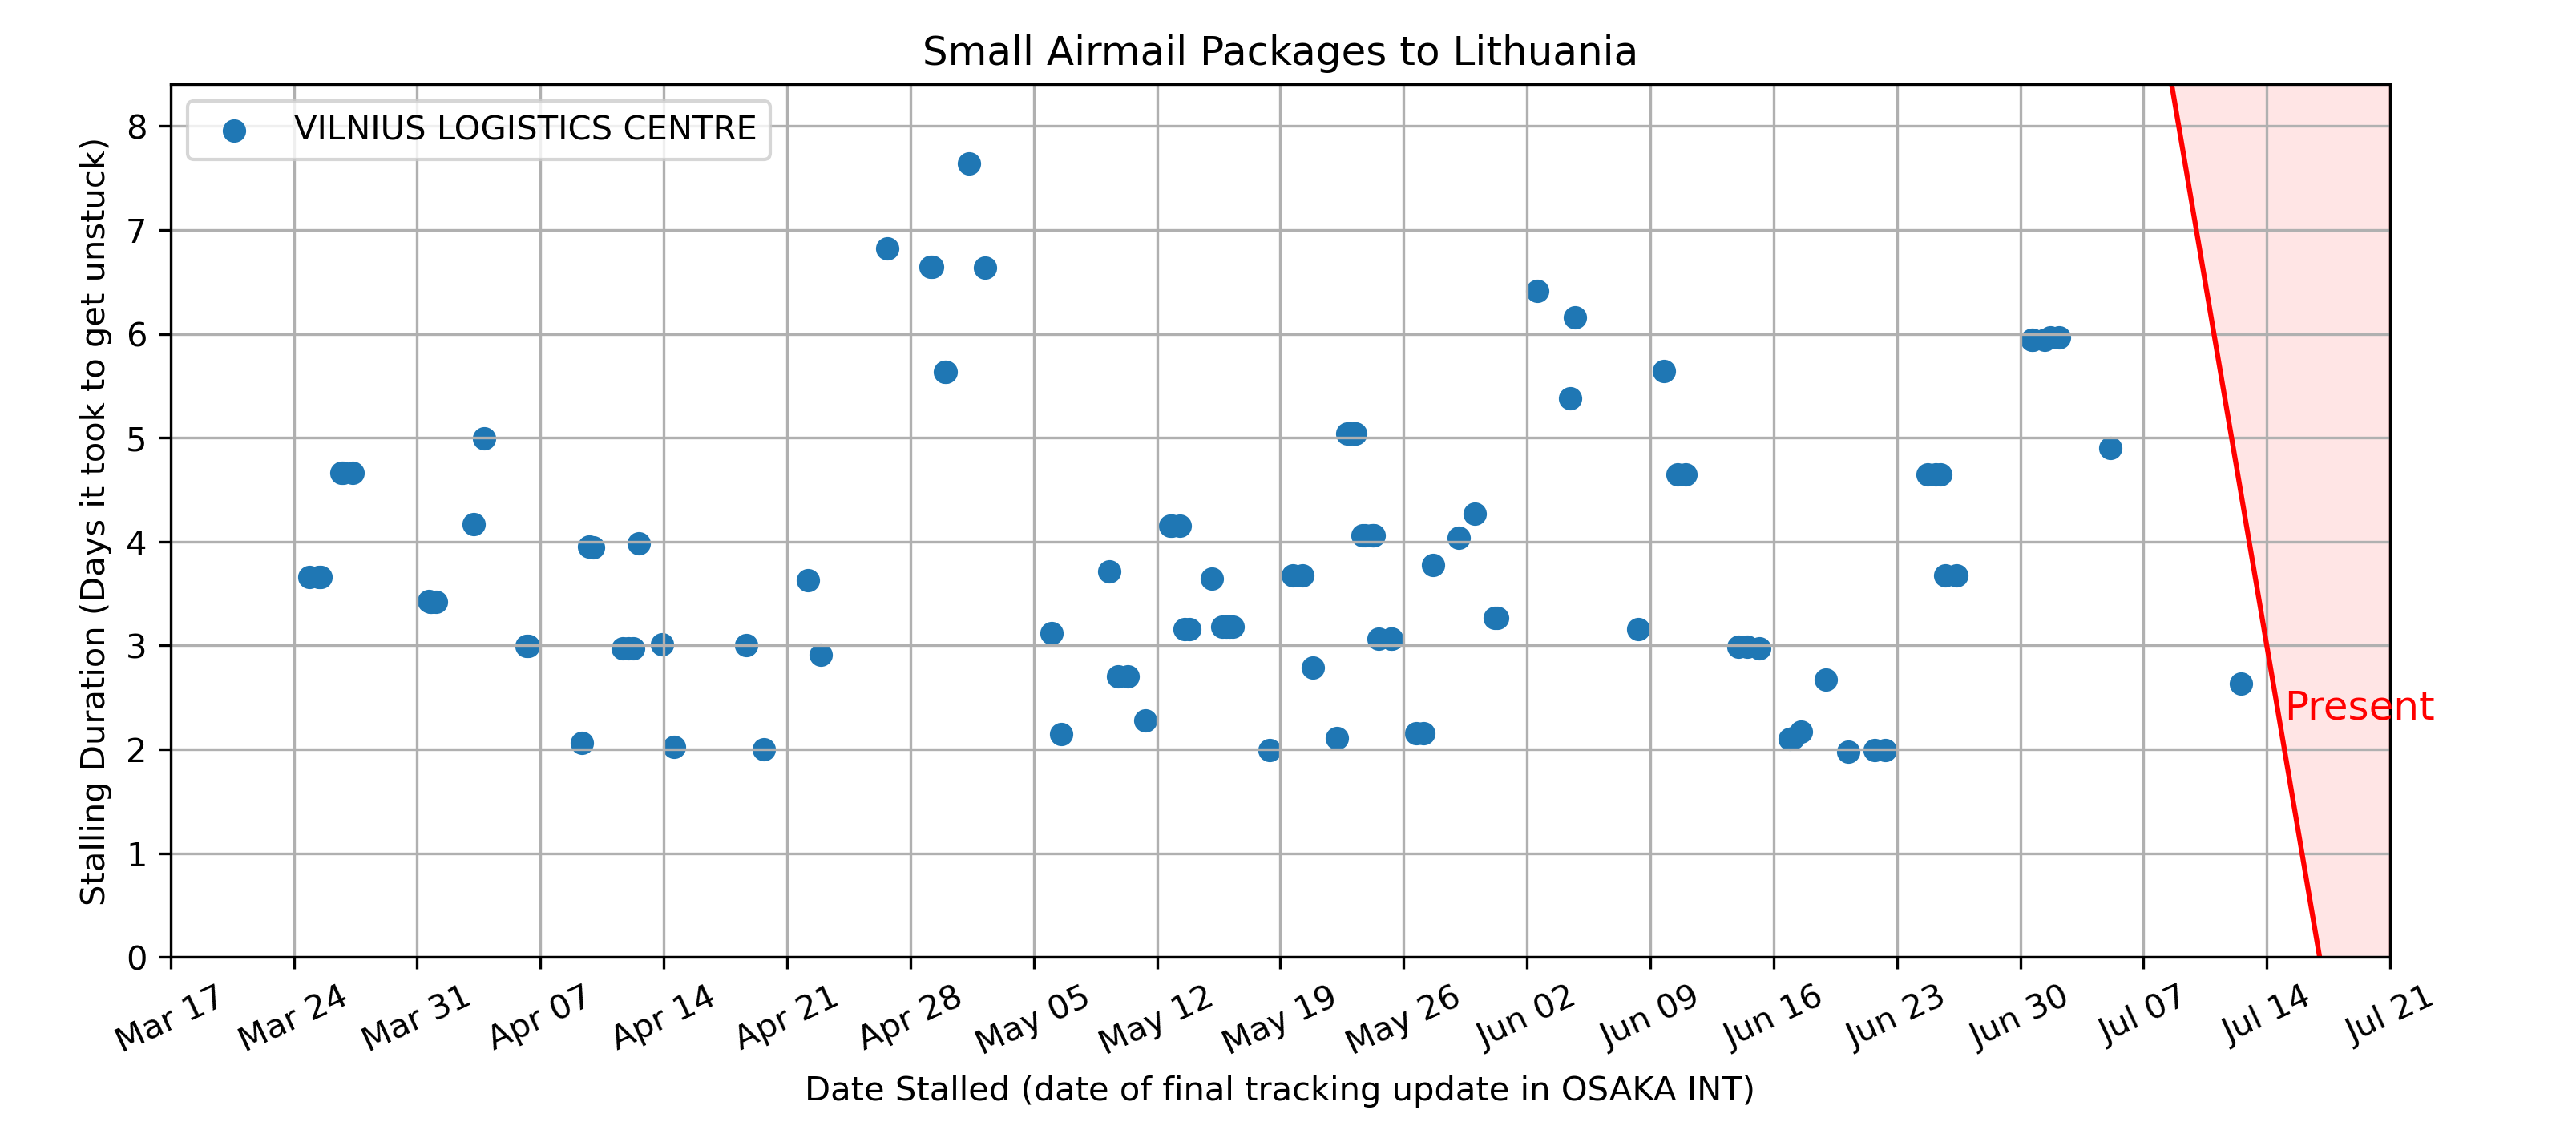 Small Airmail Packages to Lithuania
VILNIUS LOGISTICS CENTRE
Stalling Duration (Days it took to get unstuck)
8
7
6
5
4
3
2
1
0
Present
Mar 17
Mar 24
Mar 31
Apr 07
Apr 14
Apr 21
Apr 28
May 05
May 12
May 19
May 26
Jun 02
Jun 09
Jun 16
Jun 23
Jun 30
Jul 07
Jul 14
Jul 21
Date Stalled (date of final tracking update in OSAKA INT)